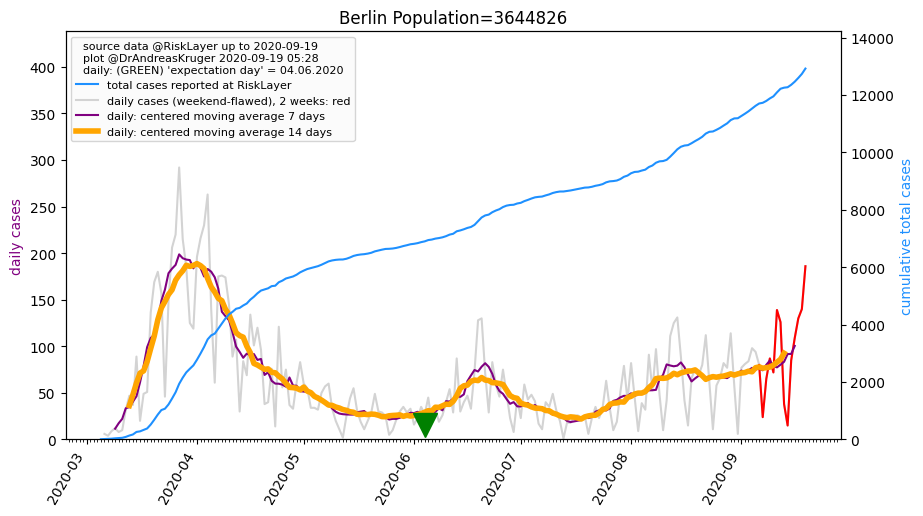 Berlin Population=3644826
source data @RiskLayer up to 2020-09-19
plot @DrAndreasKruger 2020-09-19 05:28
daily: (GREEN) 'expectation day' = 04.06.2020
total cases reported at RiskLayer
daily cases (weekend-flawed), 2 weeks: red
daily: centered moving average 7 days
daily: centered moving average 14 days
daily cases
400
350
300
250
200
150
100
50
0
14000
12000
10000
8000
6000
4000
2000
0
cumulative total cases
2020-03
2020-04
2020-05
2020-06
2020-07
2020-08
2020-09